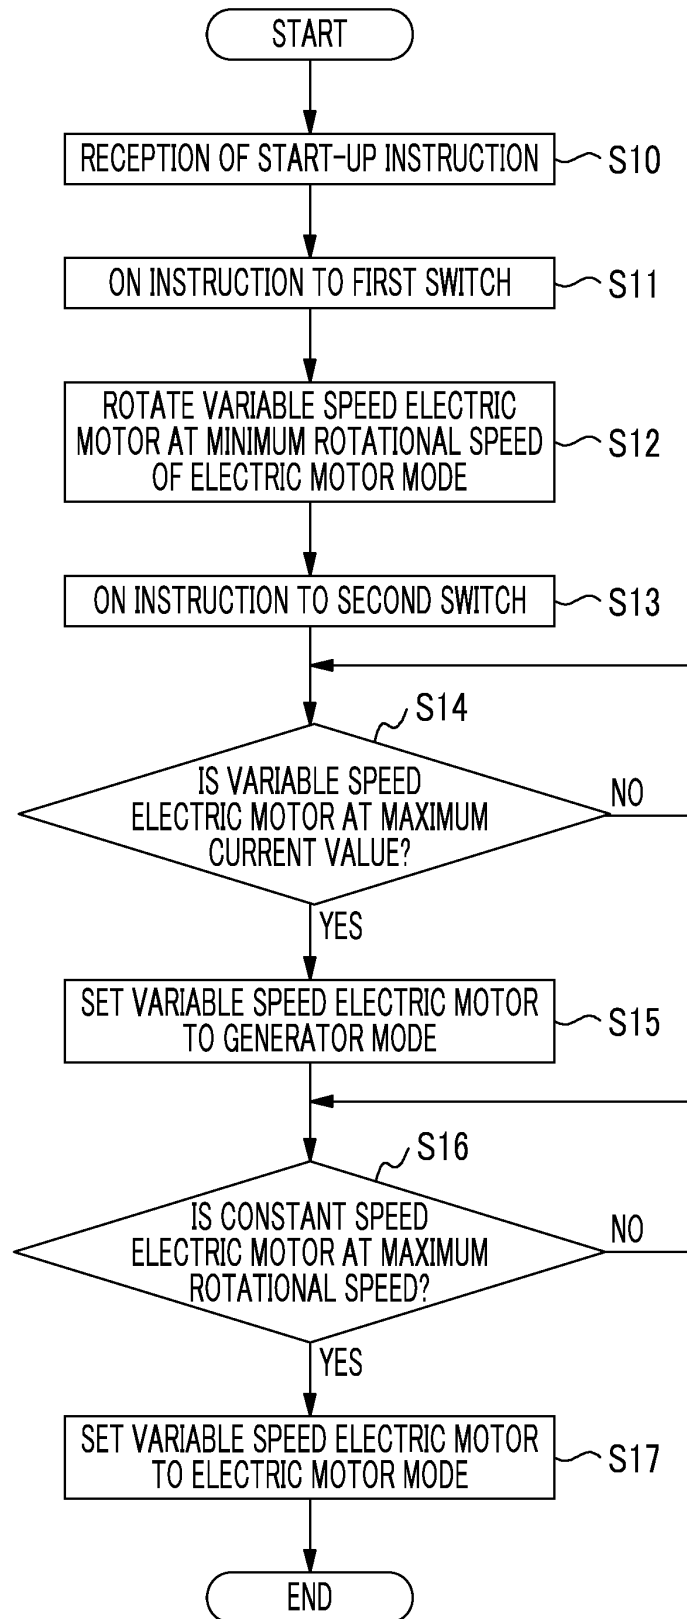 START
RECEPTION OF START-UP INSTRUCTION
S10
ON INSTRUCTION TO FIRST SWITCH
S11
ROTATE VARIABLE SPEED ELECTRIC
MOTOR AT MINIMUM ROTATIONAL SPEED
OF ELECTRIC MOTOR MODE
S12
ON INSTRUCTION TO SECOND SWITCH
S13
S14
IS VARIABLE SPEED
ELECTRIC MOTOR AT MAXIMUM
CURRENT VALUE?
NO
YES
SET VARIABLE SPEED ELECTRIC MOTOR
TO GENERATOR MODE
S15
S16
IS CONSTANT SPEED
ELECTRIC MOTOR AT MAXIMUM
ROTATIONAL SPEED?
NO
YES
SET VARIABLE SPEED ELECTRIC MOTOR
TO ELECTRIC MOTOR MODE
S17
END